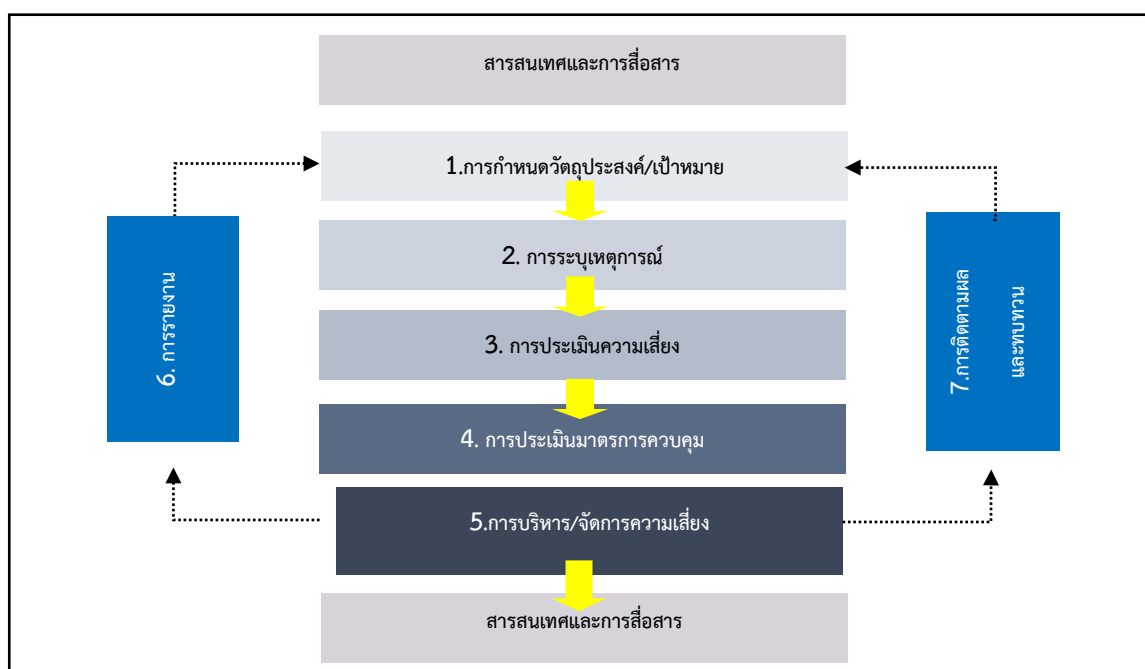 สารสนเทศและการสื่อสาร
1.การกำหนดวัตถุประสงค์/เป้าหมาย
2. การระบุเหตุการณ์
3. การประเมินความเสี่ยง
4. การประเมินมาตรการควบคุม
5.การบริหาร/จัดการความเสี่ยง
6. การรายงาน
7.การติดตามผล
และทบทวน
สารสนเทศและการสื่อสาร